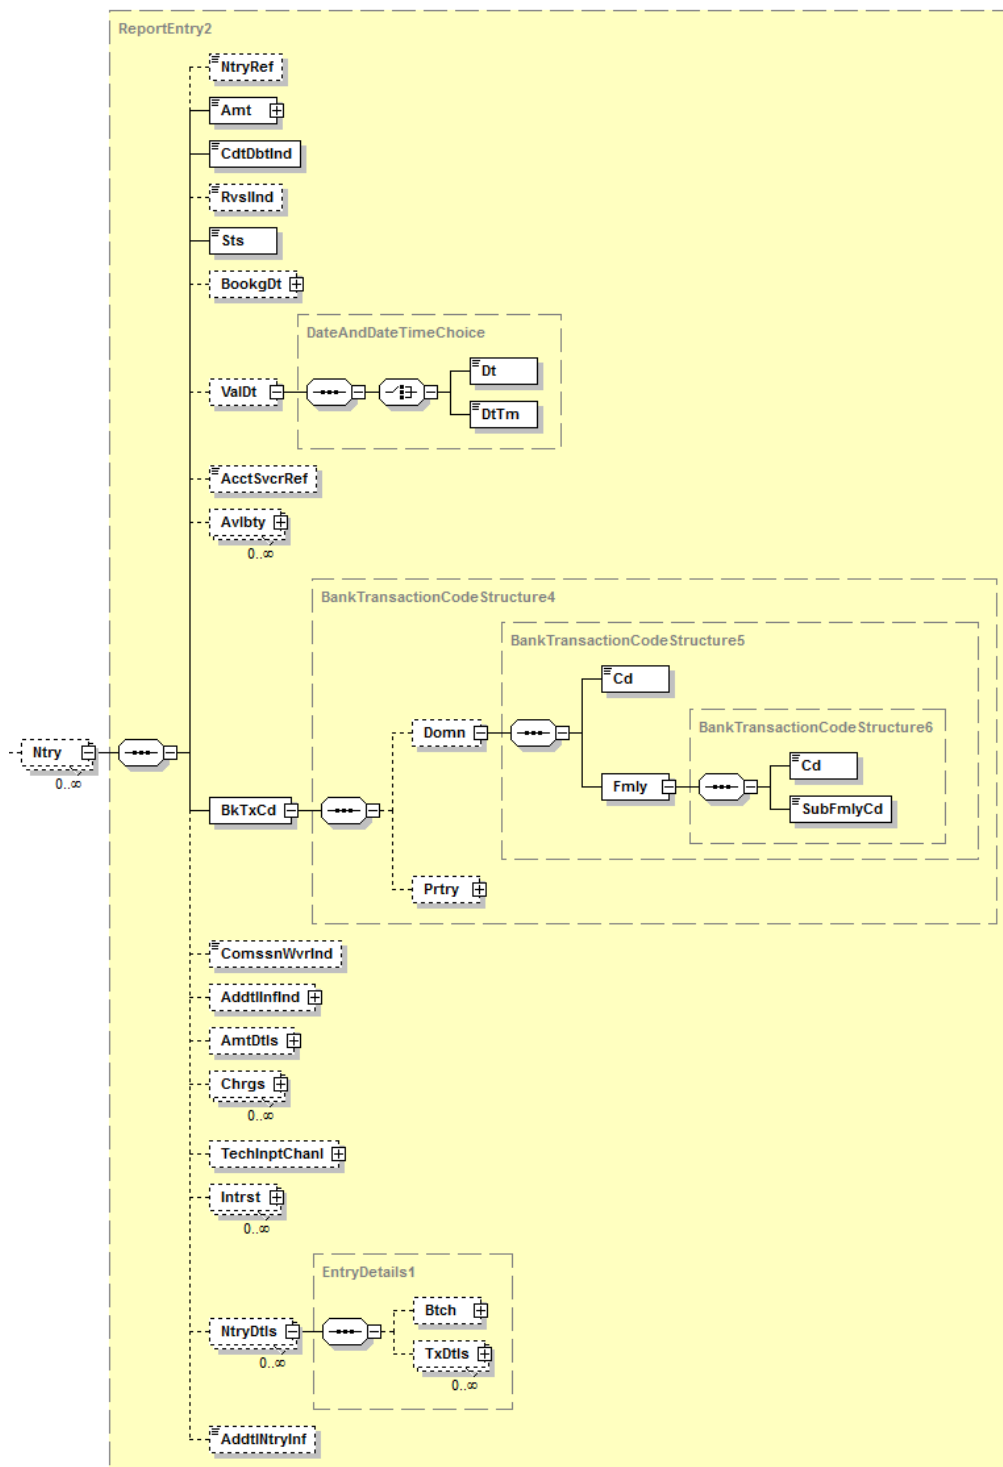 ReportEntry2
NtryRef
Amt
CdtDbtInd
RvslInd
Sts
BookgDt
DateAndDateTimeChoice
Dt
ValDt
DtTm
AcctSvcrRef
Avlbty
0..∞
BankTransactionCodeStructure4
BankTransactionCodeStructure5
Cd
BankTransactionCodeStructure6
Domn
Ntry
0..∞
Cd
Fmly
SubFmlyCd
BkTxCd
Prtry
ComssnWvrInd
AddtlInfInd
AmtDtls
Chrgs
0..∞
TechInptChanl
Intrst
0..∞
EntryDetails1
Btch
NtryDtls
0..∞
TxDtls
0..∞
AddtlNtryInf